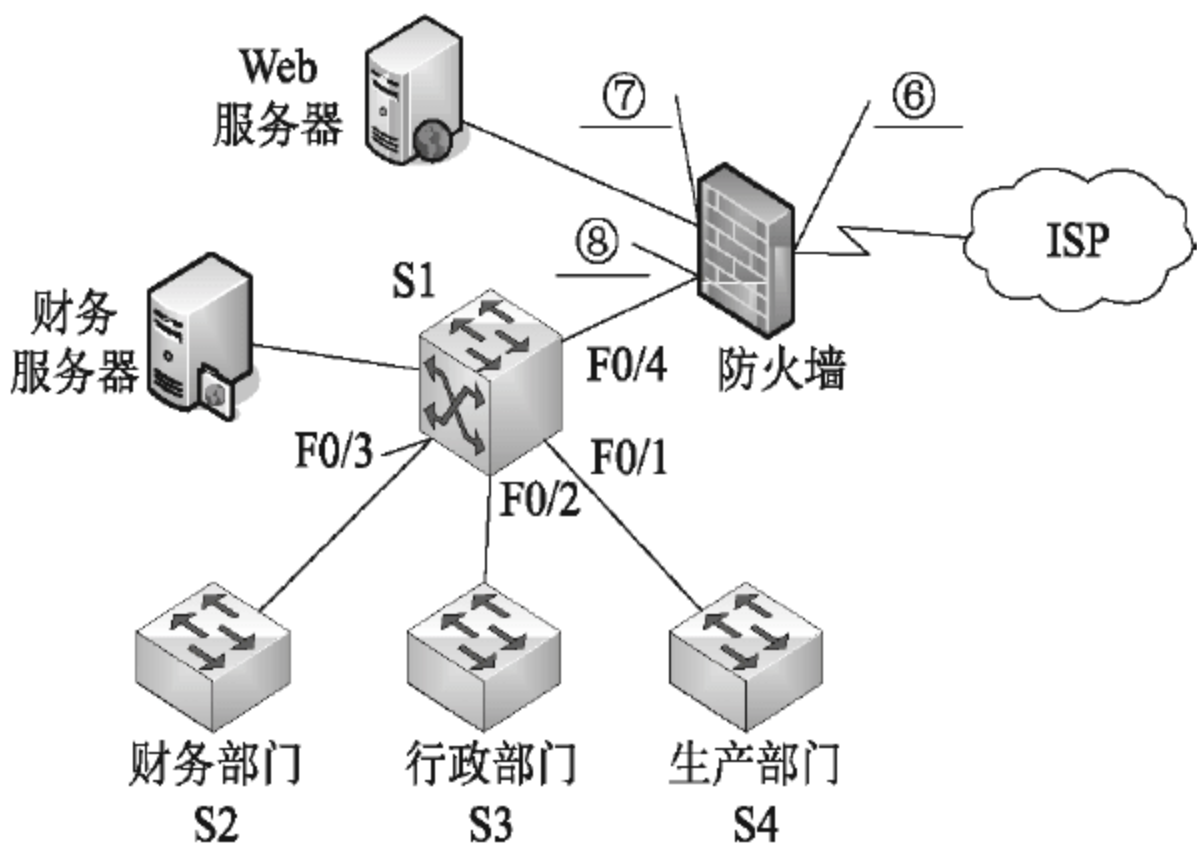 Web
服务器
⑦
⑥
⑧
ISP
S1
财务
服务器
F0/4
防火墙
F0/3
F0/1
F0/2
财务部门
行政部门
生产部门
S2
S3
S4